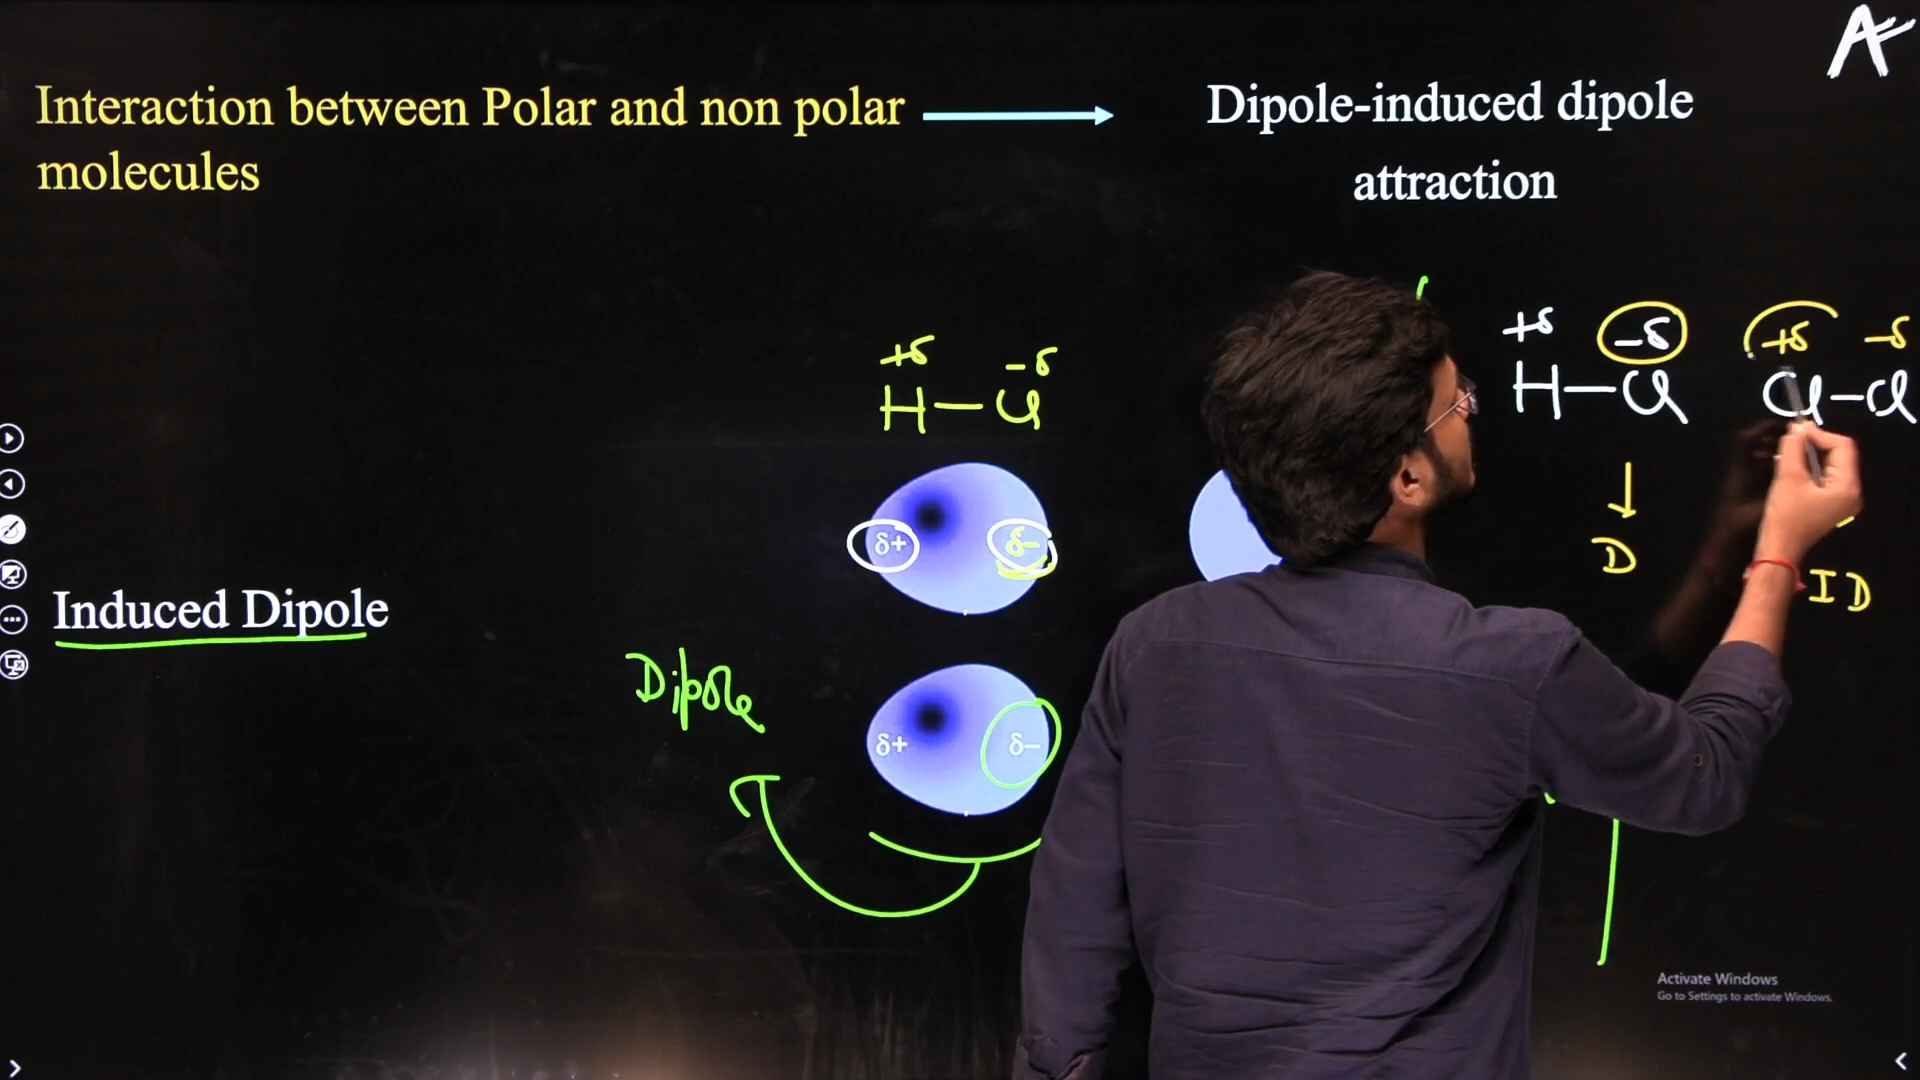 Interaction between Polar and non polar
molecules
Dipole-induced dipole
attraction
+δ -δ
H-Cl
+δ -δ +δ -δ
H-Cl Cl-Cl
δ+ δ-
D ID
Induced Dipole
Dipole
δ+ δ-
Activate Windows
Go to Settings to activate Windows.